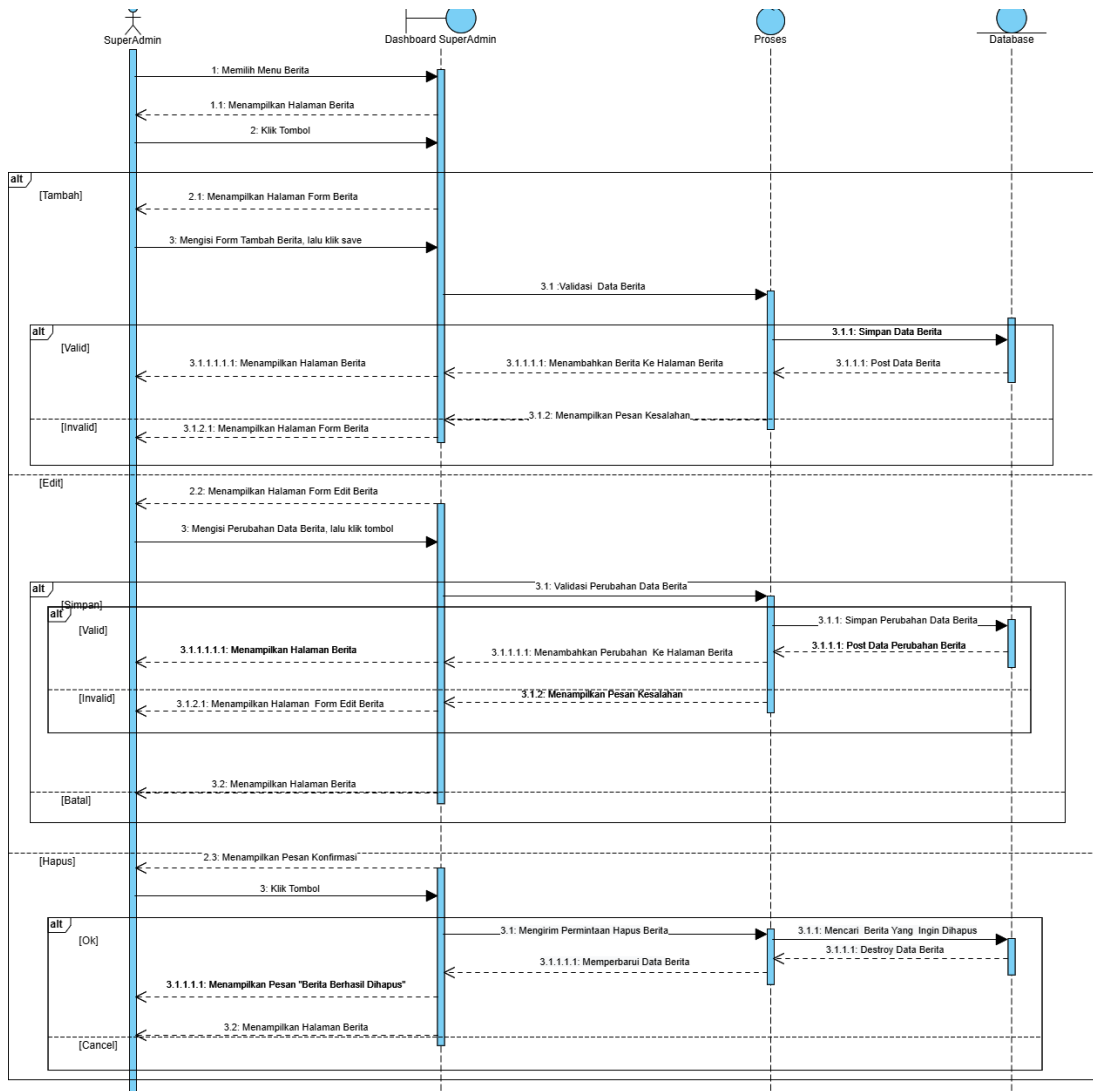 SuperAdmin
Dashboard SuperAdmin
Proses
Database
1: Memilih Menu Berita
1.1: Menampilkan Halaman Berita
2: Klik Tombol
alt
[Tambah]
2.1: Menampilkan Halaman Form Berita
3: Mengisi Form Tambah Berita, lalu klik save
3.1 :Validasi Data Berita
alt
[Valid]
3.1.1: Simpan Data Berita
3.1.1.1.1.1: Menampilkan Halaman Berita
3.1.1.1.1: Menambahkan Berita Ke Halaman Berita
3.1.1.1: Post Data Berita
[Invalid]
3.1.2: Menampilkan Pesan Kesalahan
3.1.2.1: Menampilkan Halaman Form Berita
[Edit]
2.2: Menampilkan Halaman Form Edit Berita
3: Mengisi Perubahan Data Berita, lalu klik tombol
alt
[Simpan]
3.1: Validasi Perubahan Data Berita
alt
[Valid]
3.1.1: Simpan Perubahan Data Berita
3.1.1.1.1.1: Menampilkan Halaman Berita
3.1.1.1.1: Menambahkan Perubahan Ke Halaman Berita
3.1.1.1: Post Data Perubahan Berita
[Invalid]
3.1.2: Menampilkan Pesan Kesalahan
3.1.2.1: Menampilkan Halaman Form Edit Berita
3.2: Menampilkan Halaman Berita
[Batal]
[Hapus]
2.3: Menampilkan Pesan Konfirmasi
3: Klik Tombol
alt
[Ok]
3.1: Mengirim Permintaan Hapus Berita
3.1.1: Mencari Berita Yang Ingin Dihapus
3.1.1.1: Destroy Data Berita
3.1.1.1.1: Memperbarui Data Berita
3.1.1.1.1: Menampilkan Pesan "Berita Berhasil Dihapus"
3.2: Menampilkan Halaman Berita
[Cancel]